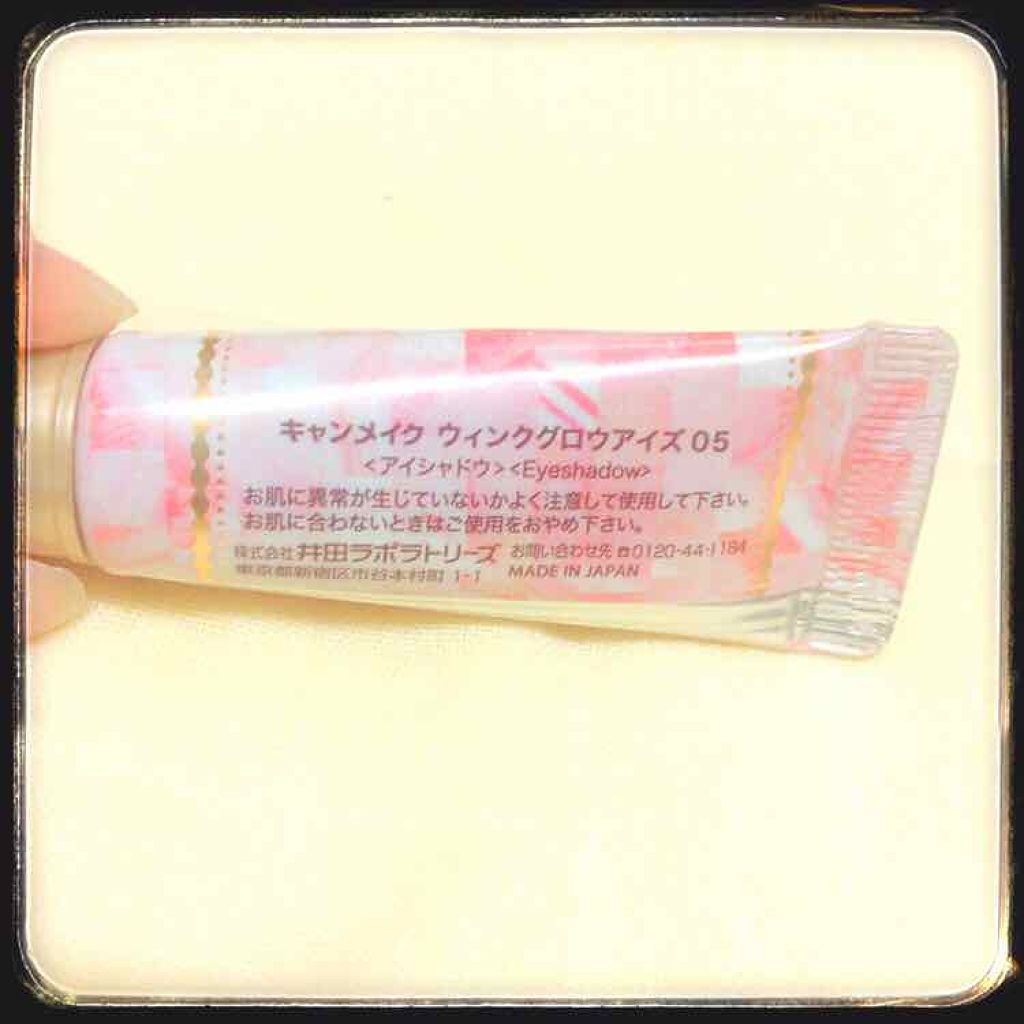 キャンメイク ウィンクグロウアイズ 05
<アイシャドウ><Eyeshadow>
お肌に異常が生じていないかよく注意して使用して下さい。
お肌に合わないときはご使用をおやめ下さい。
株式会社 井田ラボラトリーズ お問い合わせ先 ☎0120-44-1184
東京都新宿区市谷本村町 1-1 MADE IN JAPAN